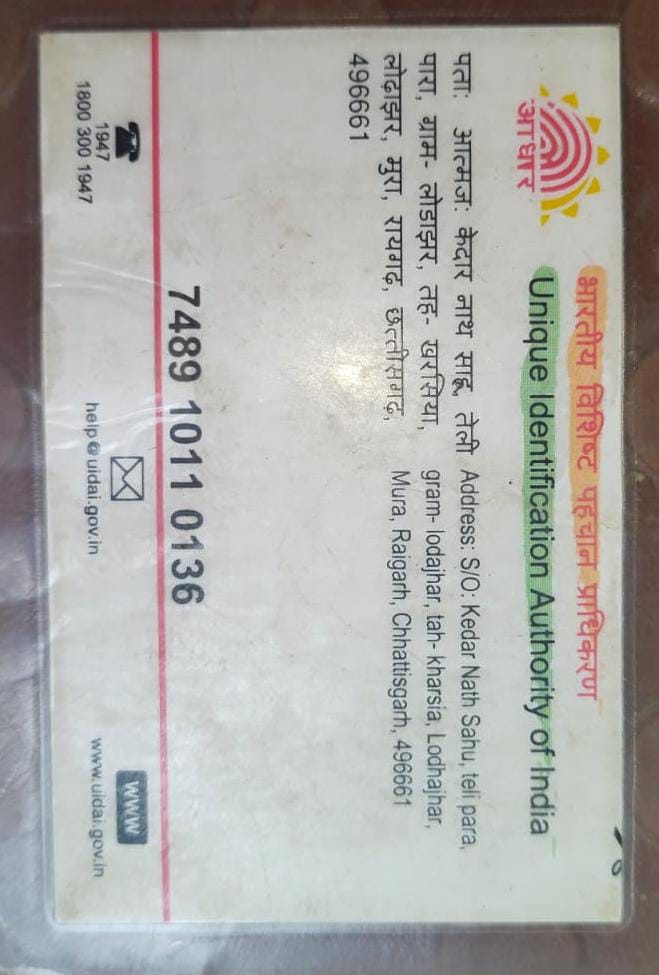 भारतीय विशिष्ट पहचान प्राधिकरण
Unique Identification Authority of India
आधार
पताः आत्मजः केदार नाथ साहू, तेली
पारा, ग्राम- लोडाझर, तह- खरसिया,
लोढाझर, मुरा, रायगढ़, छत्तीसगढ़,
496661
Address: S/O: Kedar Nath Sahu, teli para,
gram- lodajhar, tah- kharsia, Lodhajhar,
Mura, Raigarh, Chhattisgarh, 496661
7489 1011 0136
1947
1800 300 1947
help@uidai.gov.in
www
www.uidai.gov.in